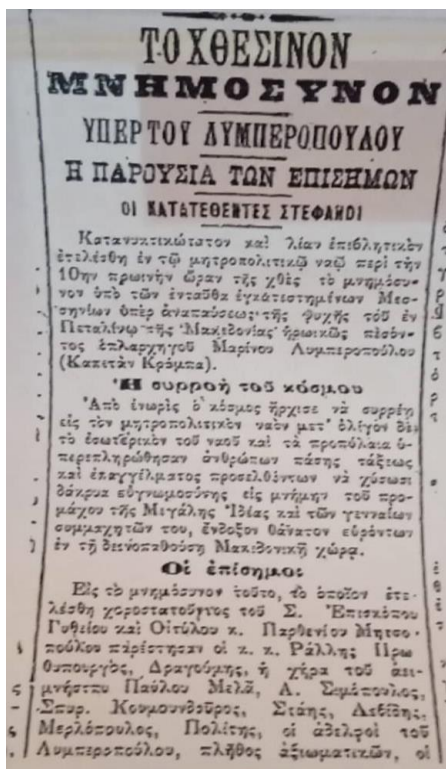 ΤΟ ΧΘΕΣΙΝΟΝ
ΜΝΗΜΟΣΥΝΟΝ
ΥΠΕΡ ΤΟΥ ΛΥΜΠΕΡΟΠΟΥΛΟΥ
Η ΠΑΡΟΥΣΙΑ ΤΩΝ ΕΠΙΣΗΜΩΝ
ΟΙ ΚΑΤΑΤΕΘΕΝΤΕΣ ΣΤΕΦΑΝΟΙ
Κατανυκτικώτατον καὶ λίαν ἐπιβλητικὸν
ἐτελέσθη ἐν τῷ μητροπολιτικῷ ναῷ περὶ τὴν
10ην πρωινὴν ὥραν τῆς χθὲς τὸ μνημόσυ-
νον ὑπὸ τῶν ἐνταῦθα ἐγκατεστημένων Μεσ-
σηνίων ὑπὲρ ἀναπαύσεως τῆς ψυχῆς τοῦ ἐν
Πεταλίνῳ τῆς Μακεδονίας ἡρωικῶς πεσόν-
τος ὁπλαρχηγοῦ Μαρίνου Λυμπεροπούλου
(Καπετὰν Κρόμπα).
Ἡ συρροὴ τοῦ κόσμου
Ἀπὸ ἐνωρὶς ὁ κόσμος ἤρχισε νὰ συρρέῃ
εἰς τὸν μητροπολιτικὸν ναὸν μετ' ὀλίγον δὲ
τὸ ἐσωτερικὸν τοῦ ναοῦ καὶ τὰ προπύλαια ὑ-
περεπληρώθησαν ἀνθρώπων πάσης τάξεως
καὶ ἐπαγγέλματος προσελθόντων νὰ χύσωσι
δάκρυα εὐγνωμοσύνης εἰς μνήμην τοῦ προ-
μάχου τῆς Μεγάλης Ἰδέας καὶ τῶν γενναίων
συμμαχητῶν του, ἔνδοξον θάνατον εὑρόντων
ἐν τῇ δεινοπαθούσῃ Μακεδονικῇ χώρᾳ.
Οἱ ἐπίσημοι
Εἰς τὸ μνημόσυνον τοῦτο, τὸ ὁποῖον ἐτε-
λέσθη χοροστατοῦντος τοῦ Σ. Ἐπισκόπου
Γυθείου καὶ Οἰτύλου κ. Παρθενίου Μητσο-
πούλου παρέστησαν οἱ κ. κ. Ράλλης Πρω
θυπουργὸς, Δραγούμης, ἡ χήρα τοῦ ἀει-
μνήστου Παύλου Μελᾶ, Α. Σιμόπουλος,
Σπυρ. Κουμουνδοῦρος, Στάης, Λεβίδης,
Μερλόπουλος, Πολίτης, οἱ ἀδελφοὶ τοῦ
Λυμπεροπούλου, πλῆθος ἀξιωματικῶν, οἱ